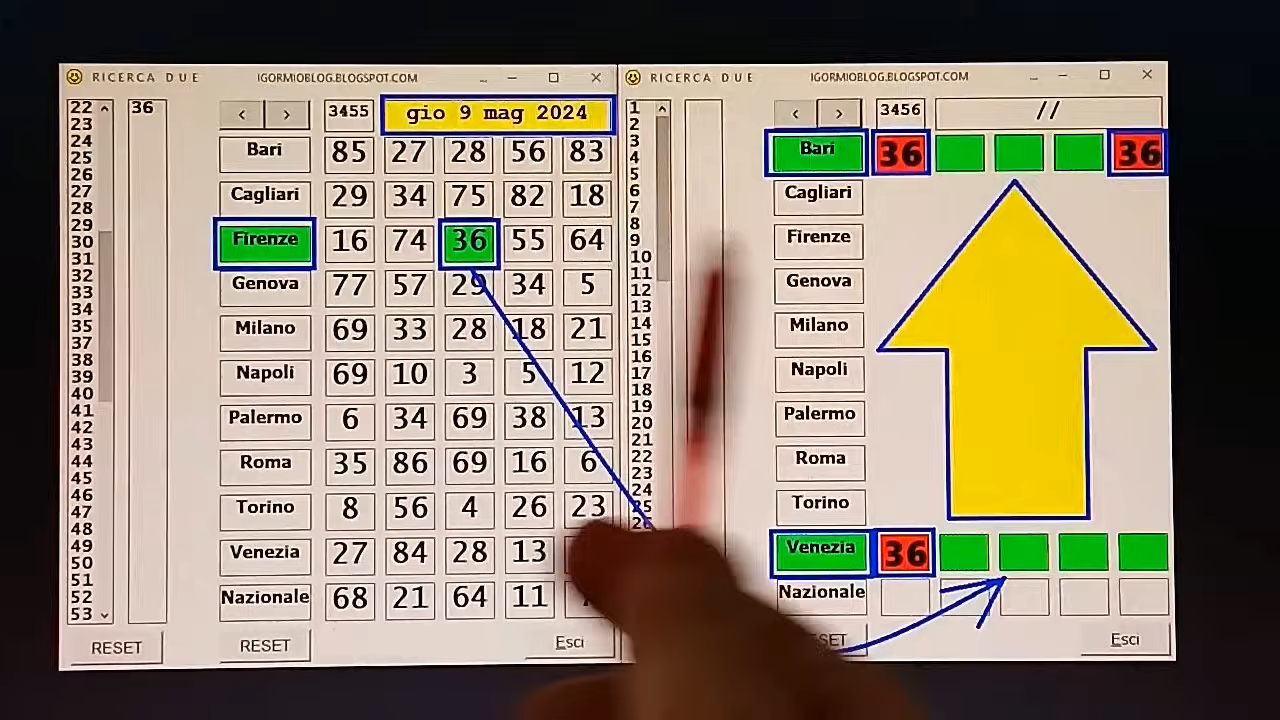 RICERCA DUE IGORMIOBLOG.BLOGSPOT.COM
22 36 < > 3455 gio 9 mag 2024
23
24 Bari 85 27 28 56 83
25
26
27 Cagliari 29 34 75 82 18
28
29
30 Firenze 16 74 36 55 64
31
32 Genova 77 57 29 34 5
33
34
35 Milano 69 33 28 18 21
37
38 Napoli 69 10 3 5 12
39
40
41 Palermo 6 34 69 38 13
42
43
44 Roma 35 86 69 16 6
45
46
47 Torino 8 56 4 26 23
48
49 Venezia 27 84 28 13
50
51
52 Nazionale 68 21 64 11
53
RESET RESET Esci
RICERCA DUE IGORMIOBLOG.BLOGSPOT.COM
1 < > 3456 //
2
3 Bari 36 36
4
5
6 Cagliari
7
8
9 Firenze
10
11
12 Genova
13
14 Milano
15
16
17 Napoli
18
19
20 Palermo
21
22 Roma
23
24
25 Torino
26
Venezia 36
Nazionale
Esci